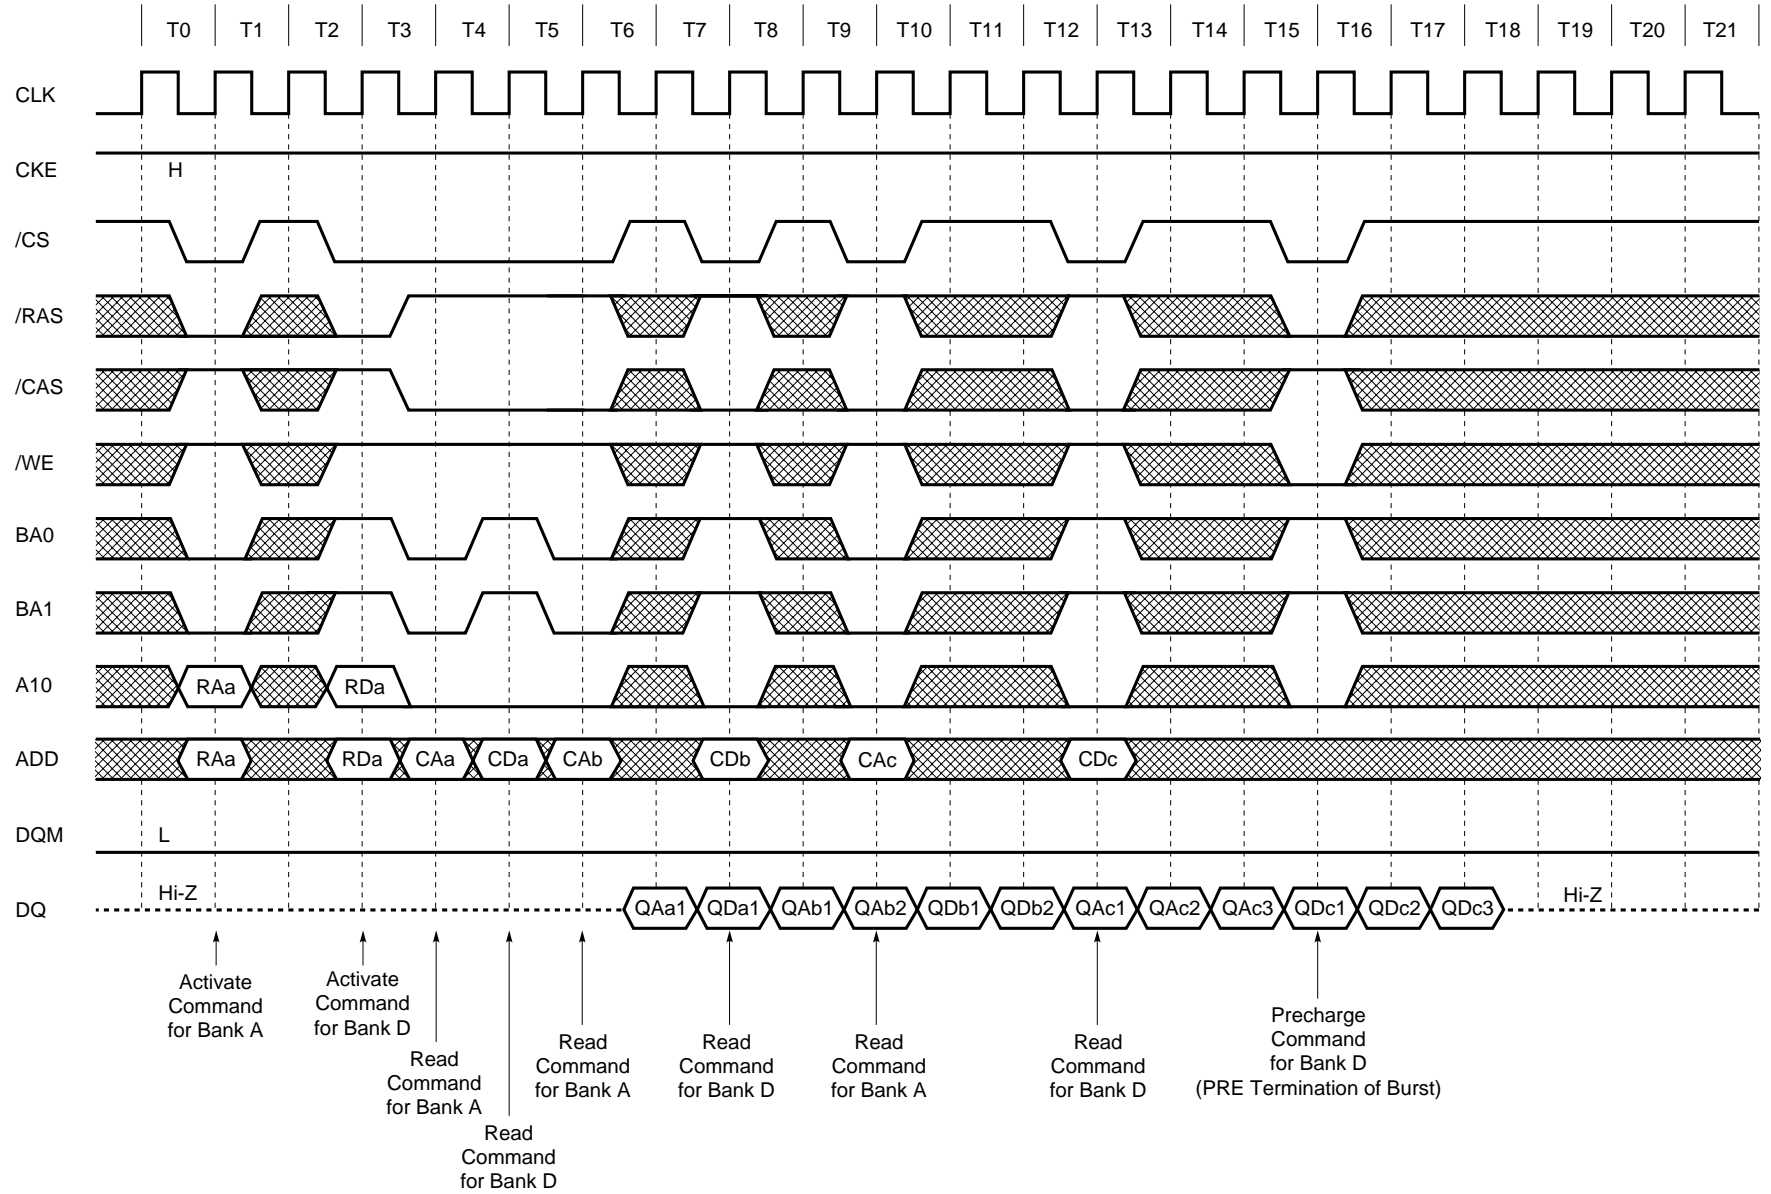 T0 T1 T2 T3 T4 T5 T6 T7 T8 T9 T10 T11 T12 T13 T14 T15 T16 T17 T18 T19 T20 T21
CLK
CKE H
/CS
/RAS
/CAS
/WE
BA0
BA1
A10 RAa RDa
ADD RAa RDa CAa CDa CAb CDb CAc CDc
DQM L
DQ Hi-Z QAa1 QDa1 QAb1 QAb2 QDb1 QDb2 QAc1 QAc2 QAc3 QDc1 QDc2 QDc3 Hi-Z
Activate
Command
for Bank A
Activate
Command
for Bank D
Read
Command
for Bank A
Read
Command
for Bank D
Read
Command
for Bank A
Read
Command
for Bank D
Read
Command
for Bank A
Read
Command
for Bank D
Precharge
Command
for Bank D
(PRE Termination of Burst)